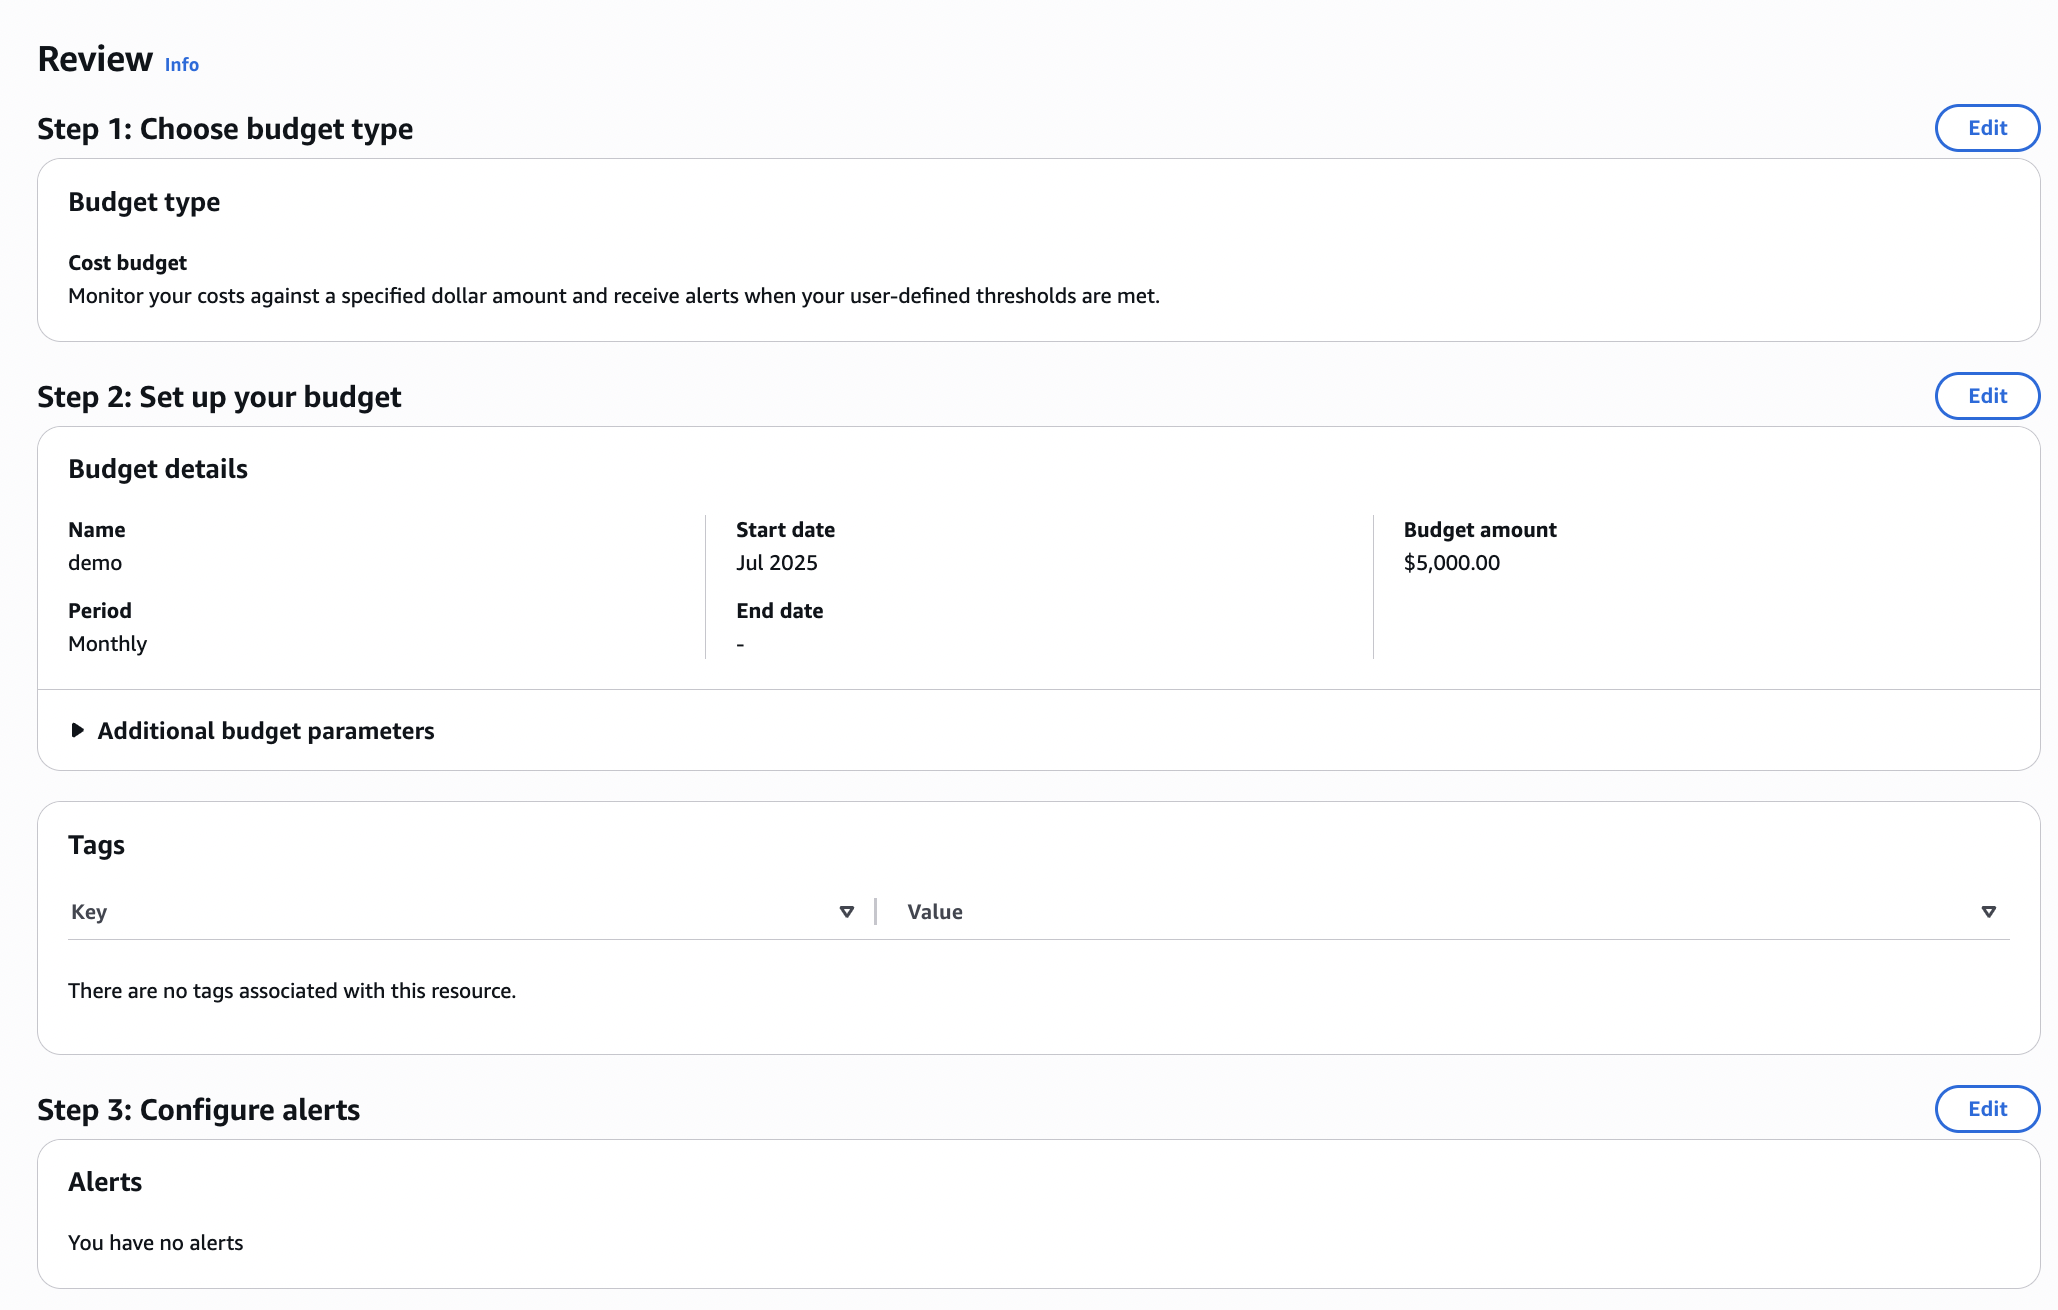 Review Info
Step 1: Choose budget type
Edit
Budget type
Cost budget
Monitor your costs against a specified dollar amount and receive alerts when your user-defined thresholds are met.
Step 2: Set up your budget
Edit
Budget details
Name
demo
Period
Monthly
Start date
Jul 2025
End date
-
Budget amount
$5,000.00
Additional budget parameters
Tags
Key
Value
There are no tags associated with this resource.
Step 3: Configure alerts
Edit
Alerts
You have no alerts